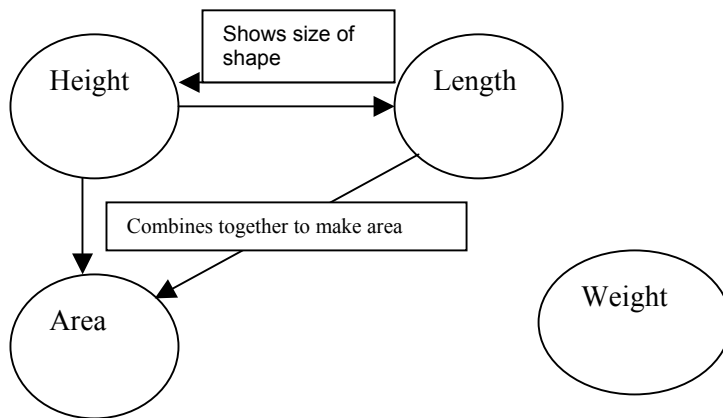 Shows size of
shape
Height
Length
Combines together to make area
Area
Weight